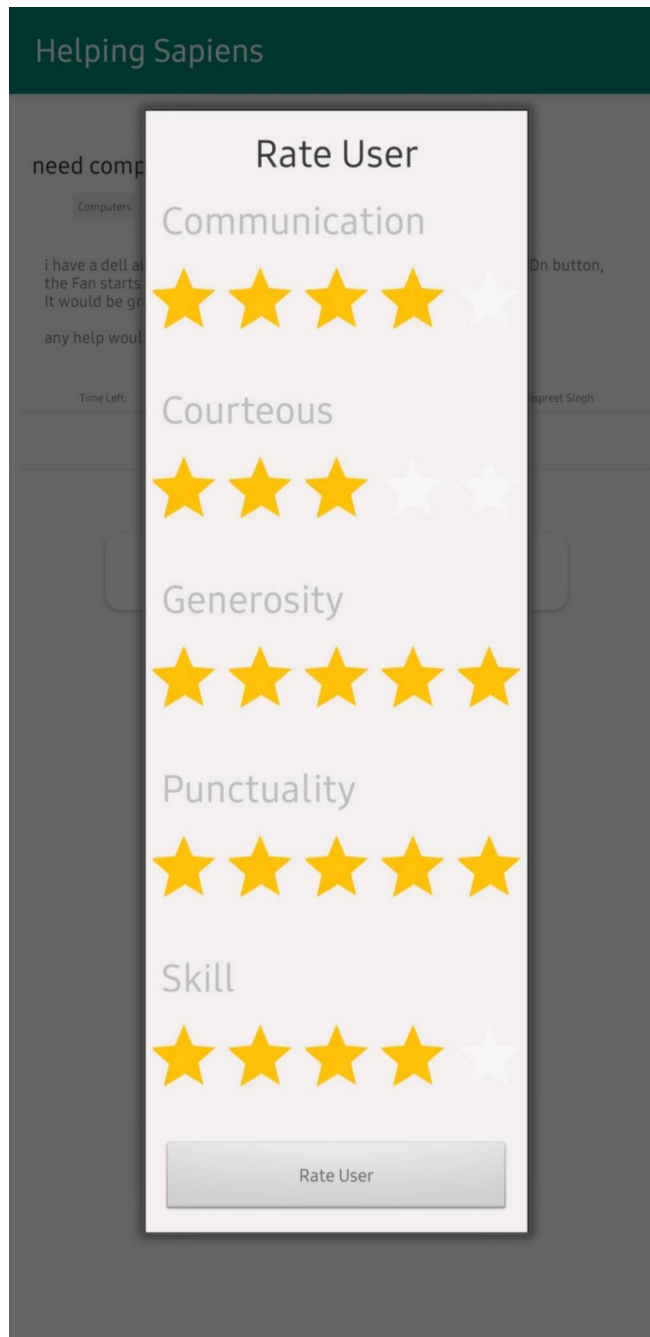 Helping Sapiens
Rate User
need comp
Computers
Communication
i have a dell al
On button,
the Fan starts
It would be gr
any help woul
Time Left:
spreet Singh
Courteous
Generosity
Punctuality
Skill
Rate User